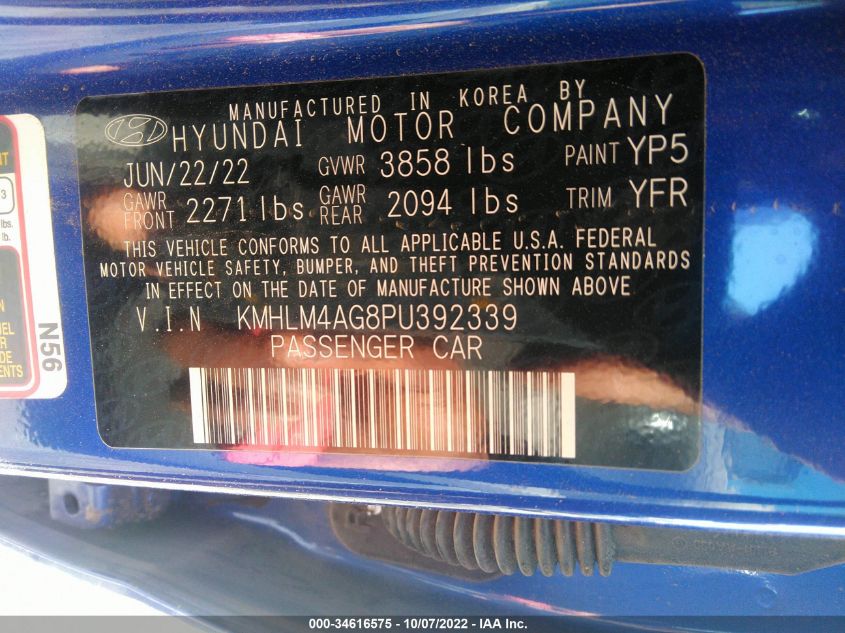 MANUFACTURED IN KOREA BY
HYUNDAI MOTOR COMPANY
JUN/22/22 GVWR 3858 lbs PAINT YP5
GAWR FRONT 2271 lbs GAWR REAR 2094 lbs TRIM YFR
THIS VEHICLE CONFORMS TO ALL APPLICABLE U.S.A. FEDERAL
MOTOR VEHICLE SAFETY, BUMPER, AND THEFT PREVENTION STANDARDS
IN EFFECT ON THE DATE OF MANUFACTURE SHOWN ABOVE.
V.I.N KMHLM4AG8PU392339
PASSENGER CAR
3
lbs.
lb.
N56
000-34616575 - 10/07/2022 - IAA Inc.